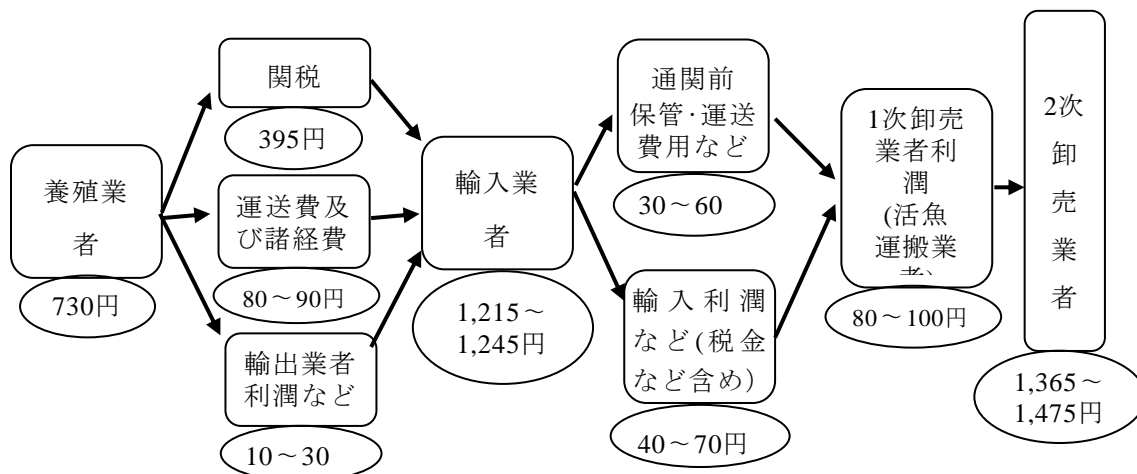 養殖業
者
730円
関税
395円
運送費及
び諸経費
80～90円
輸出業者
利潤など
10～30
輸入業
者
1,215～
1,245円
通関前
保管･運送
費用など
30～60
輸入利潤
など(税金
など含め）
40～70円
1次卸売
業者利
潤
(活魚
運搬業
者)
80～100円
2次卸売業者
1,365～
1,475円